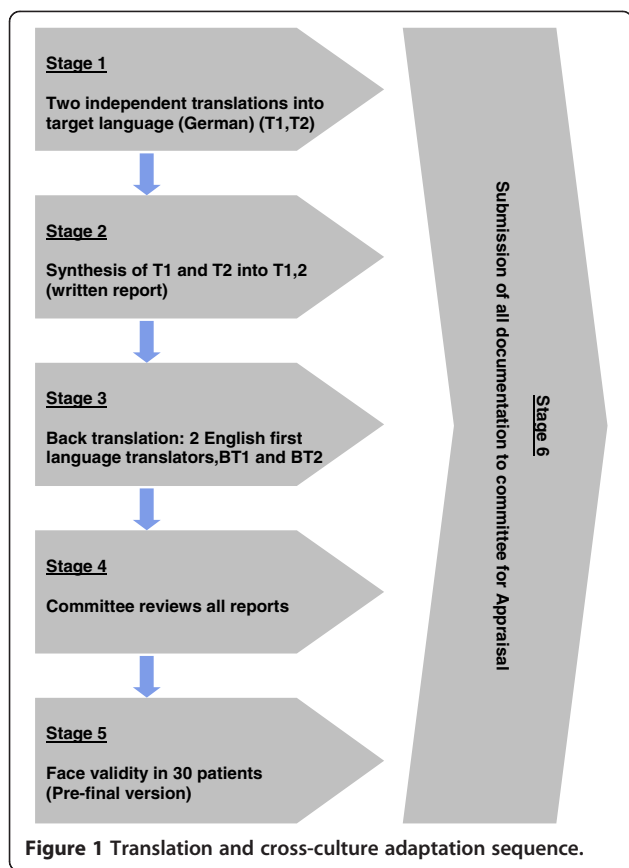 Stage 1
Two independent translations into
target language (German) (T1,T2)
Stage 2
Synthesis of T1 and T2 into T1,2
(written report)
Stage 3
Back translation: 2 English first
language translators,BT1 and BT2
Stage 4
Committee reviews all reports
Stage 5
Face validity in 30 patients
(Pre-final version)
Stage 6
Submission of all documentation to committee for Appraisal
Figure 1 Translation and cross-culture adaptation sequence.